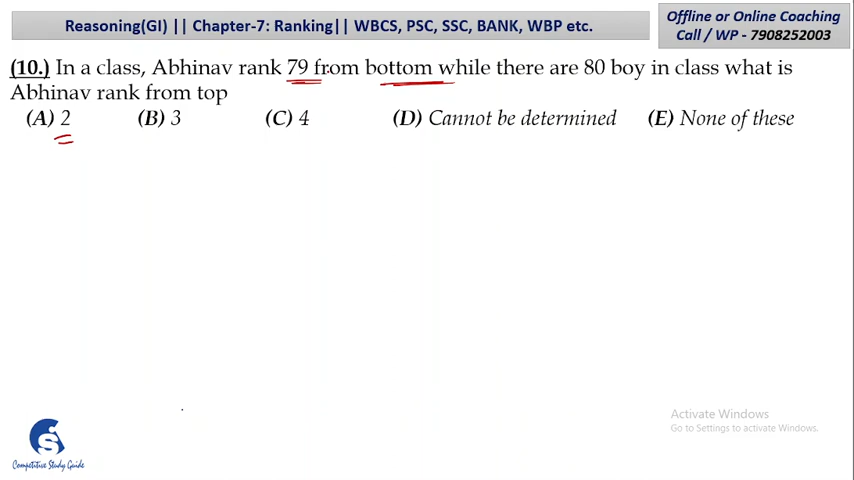 Reasoning(GI) || Chapter-7: Ranking|| WBCS, PSC, SSC, BANK, WBP etc.
Offline or Online Coaching
Call / WP - 7908252003
(10.) In a class, Abhinav rank 79 from bottom while there are 80 boy in class what is
Abhinav rank from top
(A) 2 (B) 3 (C) 4 (D) Cannot be determined (E) None of these
Activate Windows
Go to Settings to activate Windows.
S
Competitive Study Guide